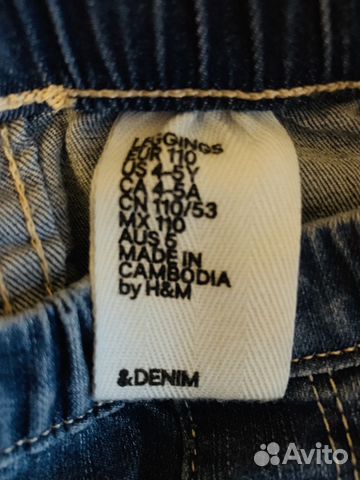 LEGGINGS
EUR 110
US 4-5Y
CA 4-5A
CN 110/53
MX 110
AUS 5
MADE IN
CAMBODIA
by H&M
&DENIM
Avito